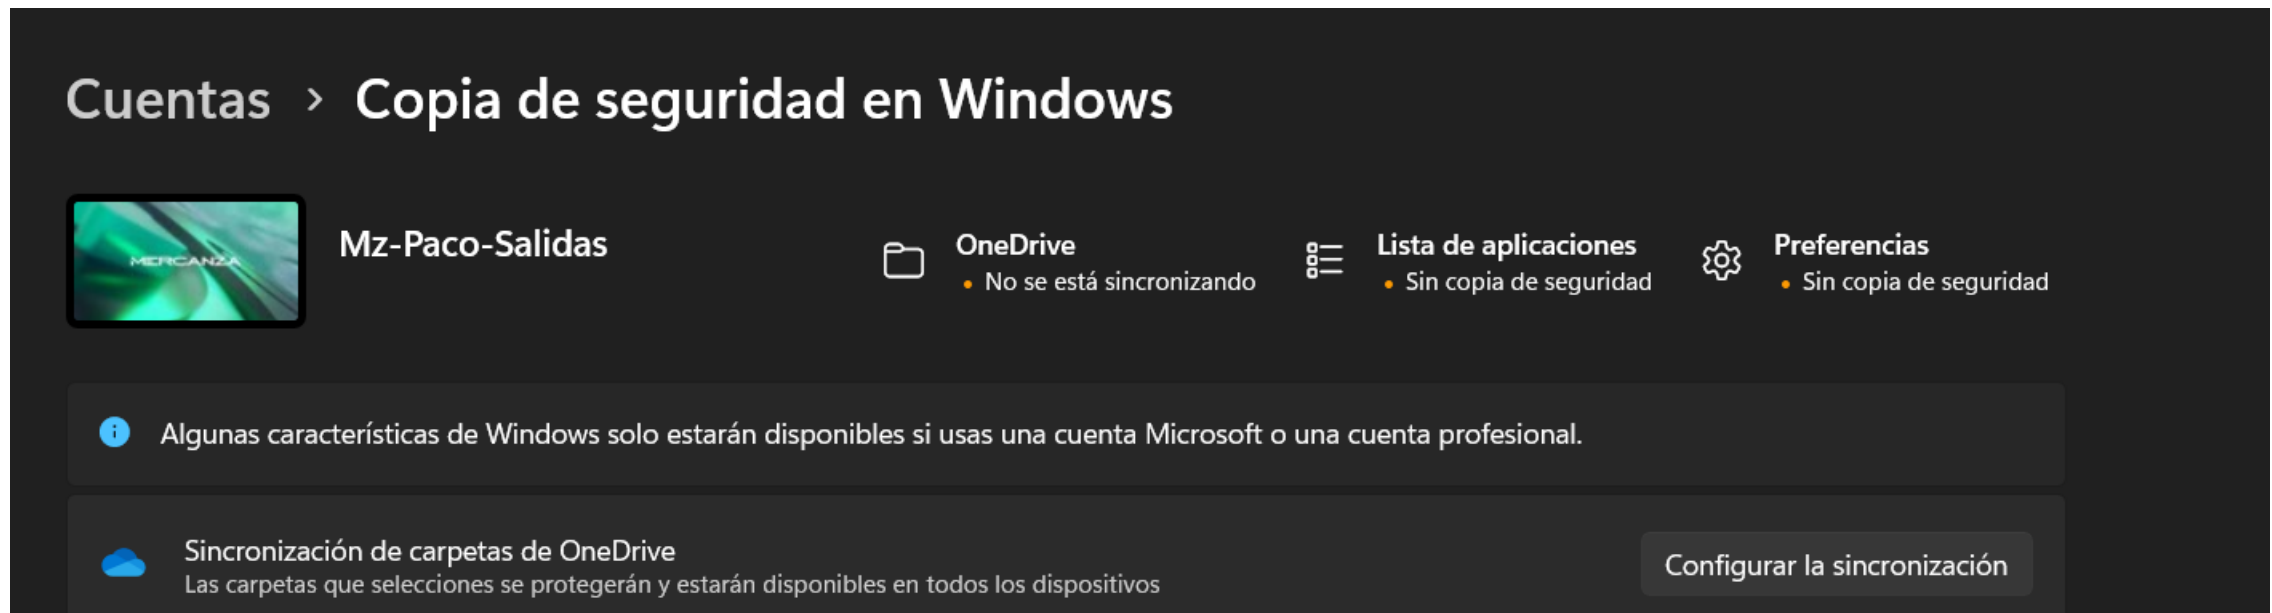 Cuentas > Copia de seguridad en Windows
MERCANZA
Mz-Paco-Salidas
OneDrive
• No se está sincronizando
Lista de aplicaciones
• Sin copia de seguridad
Preferencias
• Sin copia de seguridad
Algunas características de Windows solo estarán disponibles si usas una cuenta Microsoft o una cuenta profesional.
Sincronización de carpetas de OneDrive
Las carpetas que selecciones se protegerán y estarán disponibles en todos los dispositivos
Configurar la sincronización